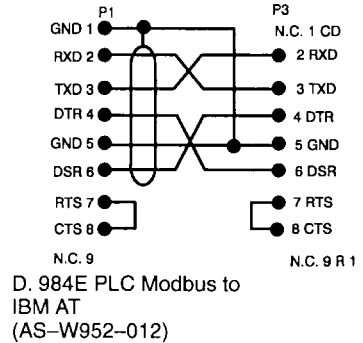 P1 P3
GND 1 N.C. 1 CD
RXD 2 2 RXD
TXD 3 3 TXD
DTR 4 4 DTR
GND 5 5 GND
DSR 6 6 DSR
RTS 7 7 RTS
CTS 8 8 CTS
N.C. 9 N.C. 9 R 1
D. 984E PLC Modbus to
IBM AT
(AS–W952–012)